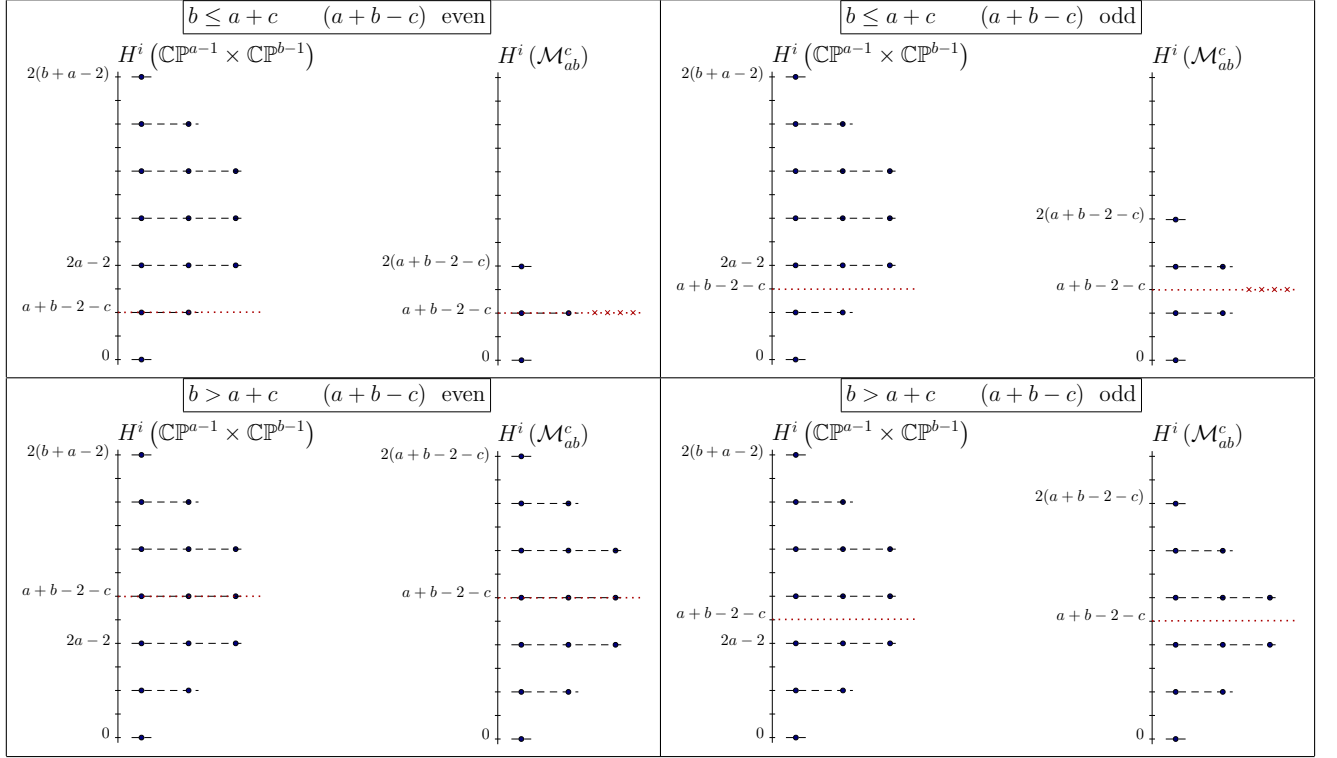 b ≤ a + c (a + b − c) even
H^i (ℂℙ^{a−1} × ℂℙ^{b−1})
H^i (ℳ^c_{ab})
2(b+a−2)
2a−2
2(a+b−2−c)
a+b−2−c
a+b−2−c
0
0
b ≤ a + c (a + b − c) odd
H^i (ℂℙ^{a−1} × ℂℙ^{b−1})
H^i (ℳ^c_{ab})
2(b+a−2)
2(a+b−2−c)
2a−2
a+b−2−c
a+b−2−c
0
0
b > a + c (a + b − c) even
H^i (ℂℙ^{a−1} × ℂℙ^{b−1})
H^i (ℳ^c_{ab})
2(b+a−2)
2(a+b−2−c)
a+b−2−c
a+b−2−c
2a−2
0
0
b > a + c (a + b − c) odd
H^i (ℂℙ^{a−1} × ℂℙ^{b−1})
H^i (ℳ^c_{ab})
2(b+a−2)
2(a+b−2−c)
a+b−2−c
a+b−2−c
2a−2
0
0